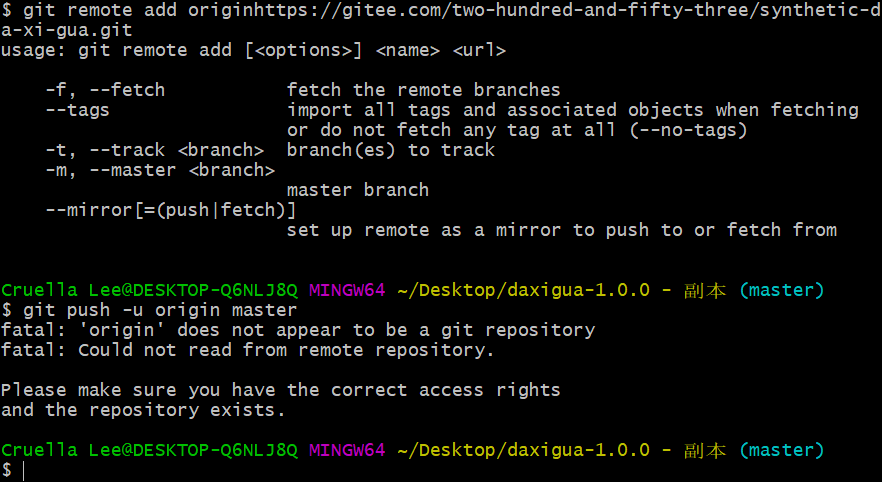 $ git remote add originhttps://gitee.com/two-hundred-and-fifty-three/synthetic-d
a-xi-gua.git
usage: git remote add [<options>] <name> <url>
-f, --fetch fetch the remote branches
--tags import all tags and associated objects when fetching
or do not fetch any tag at all (--no-tags)
-t, --track <branch> branch(es) to track
-m, --master <branch>
master branch
--mirror[=(push|fetch)]
set up remote as a mirror to push to or fetch from
Cruella Lee@DESKTOP-Q6NLJ8Q MINGW64 ~/Desktop/daxigua-1.0.0 - 副本 (master)
$ git push -u origin master
fatal: 'origin' does not appear to be a git repository
fatal: Could not read from remote repository.
Please make sure you have the correct access rights
and the repository exists.
Cruella Lee@DESKTOP-Q6NLJ8Q MINGW64 ~/Desktop/daxigua-1.0.0 - 副本 (master)
$